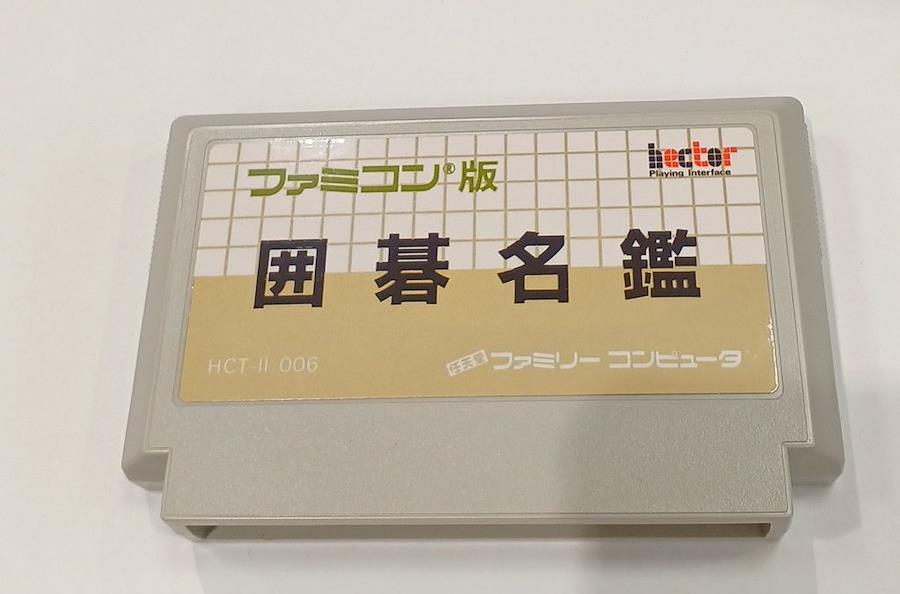 ファミコン®版
hector
Playing Interface
囲碁名鑑
HCT-II. 006
任天堂 ファミリー コンピュータ